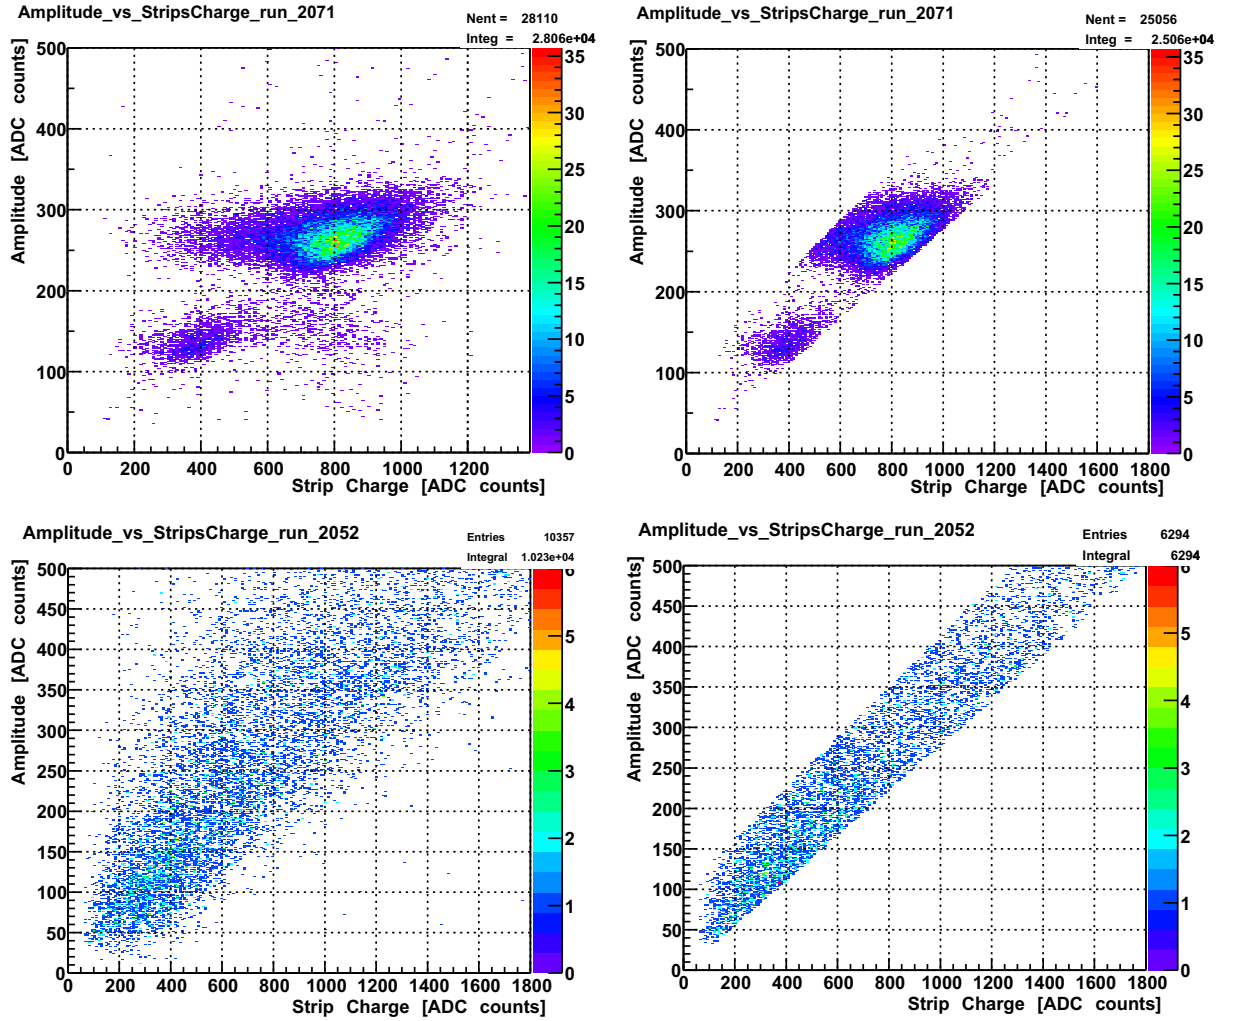 Amplitude_vs_StripsCharge_run_2071
Nent = 28110
Integ = 2.806e+04
Amplitude [ADC counts]
500
400
300
200
100
0
0 200 400 600 800 1000 1200
Strip Charge [ADC counts]
35
30
25
20
15
10
5
0
Amplitude_vs_StripsCharge_run_2071
Nent = 25056
Integ = 2.506e+04
Amplitude [ADC counts]
500
400
300
200
100
0
0 200 400 600 800 1000 1200 1400 1600 1800
Strip Charge [ADC counts]
35
30
25
20
15
10
5
0
Amplitude_vs_StripsCharge_run_2052
Entries 10357
Integral 1.023e+04
Amplitude [ADC counts]
500
450
400
350
300
250
200
150
100
50
0
0 200 400 600 800 1000 1200 1400 1600 1800
Strip Charge [ADC counts]
6
5
4
3
2
1
0
Amplitude_vs_StripsCharge_run_2052
Entries 6294
Integral 6294
Amplitude [ADC counts]
500
450
400
350
300
250
200
150
100
50
0
0 200 400 600 800 1000 1200 1400 1600 1800
Strip Charge [ADC counts]
6
5
4
3
2
1
0